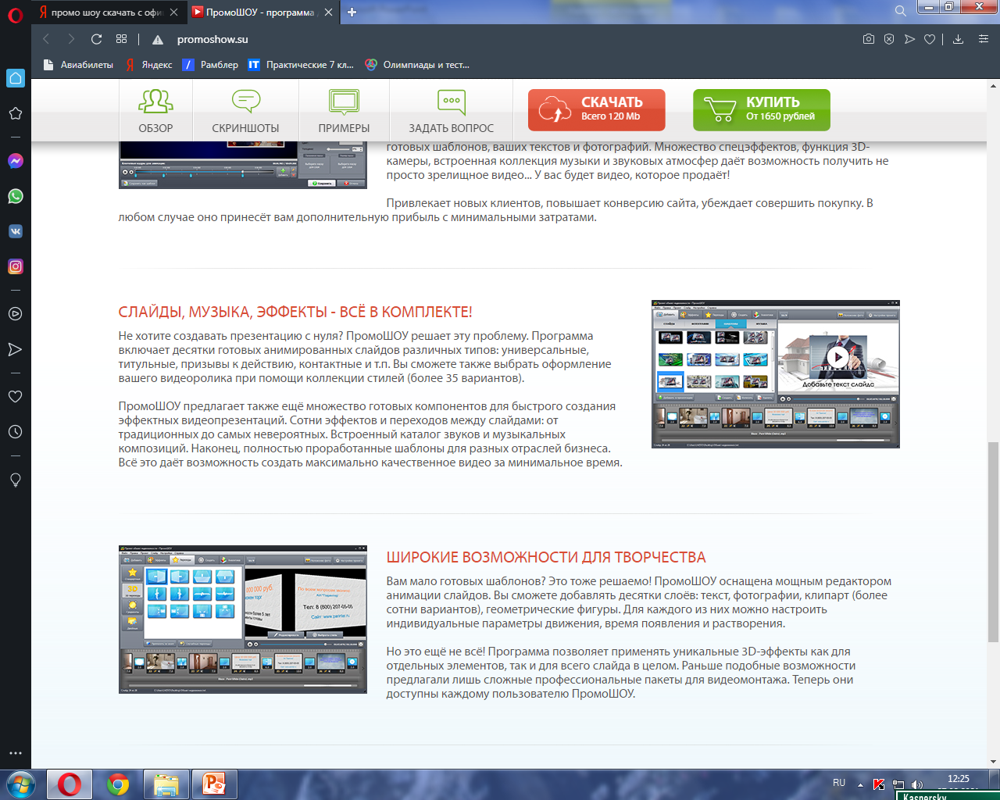 промо шоу скачать с офи
ПромоШОУ - программа
promoshow.su
Авиабилеты
Яндекс
Рамблер
Практические 7 кл...
Олимпиады и тест...
ОБЗОР
СКРИНШОТЫ
ПРИМЕРЫ
ЗАДАТЬ ВОПРОС
СКАЧАТЬ
Всего 120 Mb
КУПИТЬ
От 1650 рублей
готовых шаблонов, ваших текстов и фотографий. Множество спецэффектов, функция 3D-
камеры, встроенная коллекция музыки и звуковых атмосфер даёт возможность получить не
просто зрелищное видео... У вас будет видео, которое продаёт!
Привлекает новых клиентов, повышает конверсию сайта, убеждает совершить покупку. В
любом случае оно принесёт вам дополнительную прибыль с минимальными затратами.
СЛАЙДЫ, МУЗЫКА, ЭФФЕКТЫ - ВСЁ В КОМПЛЕКТЕ!
Не хотите создавать презентацию с нуля? ПромоШОУ решает эту проблему. Программа
включает десятки готовых анимированных слайдов различных типов: универсальные,
титульные, призывы к действию, контактные и т.п. Вы сможете также выбрать оформление
вашего видеоролика при помощи коллекции стилей (более 35 вариантов).
ПромоШОУ предлагает также ещё множество готовых компонентов для быстрого создания
эффектных видеопрезентаций. Сотни эффектов и переходов между слайдами: от
традиционных до самых невероятных. Встроенный каталог звуков и музыкальных
композиций. Наконец, полностью проработанные шаблоны для разных отраслей бизнеса.
Всё это даёт возможность создать максимально качественное видео за минимальное время.
Добавьте текст слайда
ШИРОКИЕ ВОЗМОЖНОСТИ ДЛЯ ТВОРЧЕСТВА
Вам мало готовых шаблонов? Это тоже решаемо! ПромоШОУ оснащена мощным редактором
анимации слайдов. Вы сможете добавлять десятки слоёв: текст, фотографии, клипарт (более
сотни вариантов), геометрические фигуры. Для каждого из них можно настроить
индивидуальные параметры движения, время появления и растворения.
Но это ещё не всё! Программа позволяет применять уникальные 3D-эффекты как для
отдельных элементов, так и для всего слайда в целом. Раньше подобные возможности
предлагали лишь сложные профессиональные пакеты для видеомонтажа. Теперь они
доступны каждому пользователю ПромоШОУ.
000 000 руб.
Тел: 8 (800) 207-05-05
RU
12:25
Kaspersky